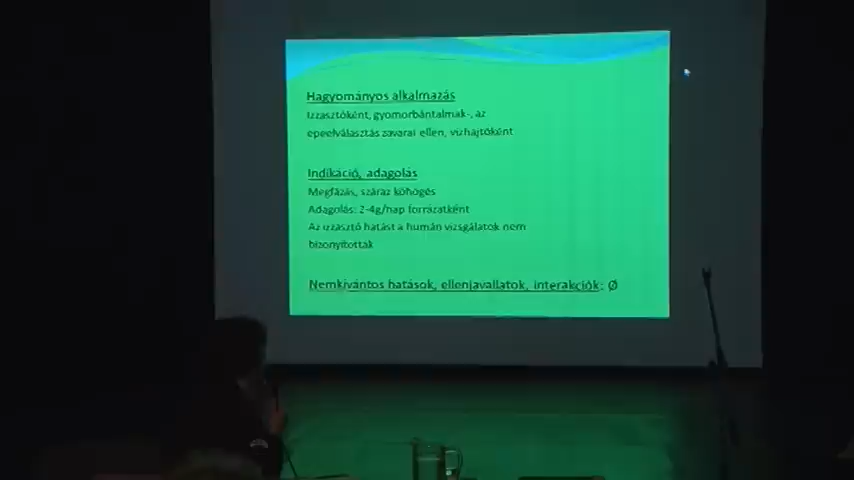 Hagyományos alkalmazás
Izzasztóként, gyomorbántalmak-, az
epeelválasztás zavarai ellen, vízhajtóként
Indikáció, adagolás
Megfázás, száraz köhögés
Adagolás: 2-4g/nap forrázatként
Az izzasztó hatást a humán vizsgálatok nem
bizonyították
Nemkívántos hatások, ellenjavallatok, interakciók: Ø